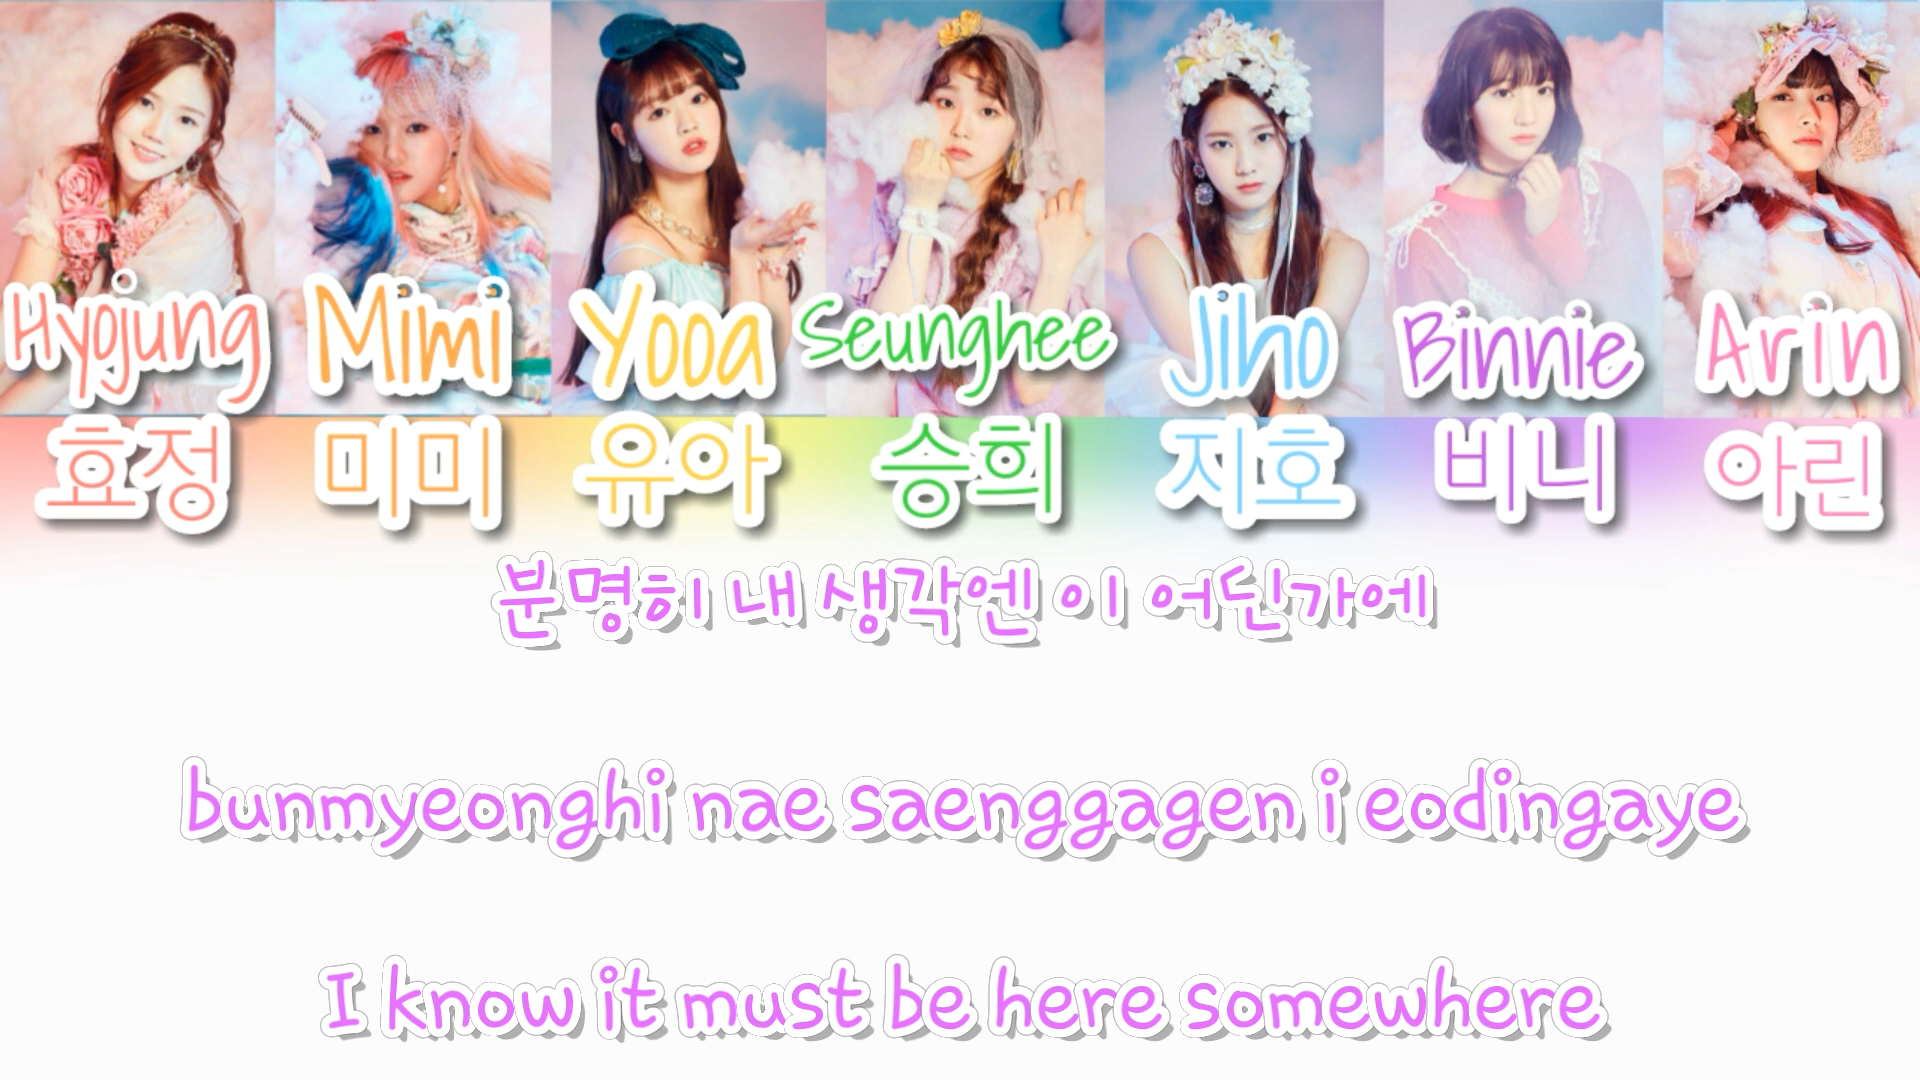 Hyojung Mimi Yooa Seunghee Jiho Binnie Arin
효정 미미 유아 승희 지호 비니 아린
분명히 내 생각엔 이 어딘가에
bunmyeonghi nae saenggagen i eodingaye
I know it must be here somewhere